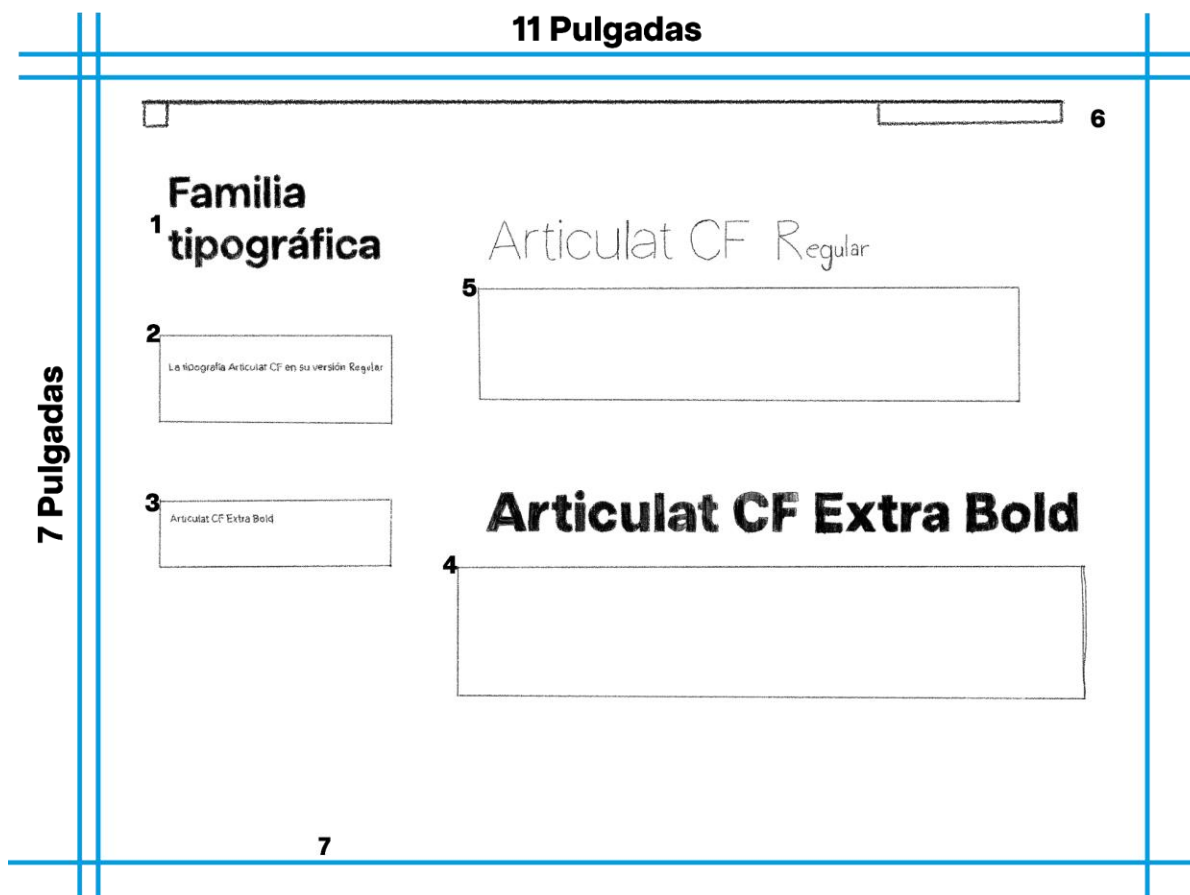 11 Pulgadas
6
Familia
1
tipográfica
Articulat CF Regular
5
2
La tipografía Articulat CF en su versión Regular
7 Pulgadas
3
Articulat CF Extra Bold
Articulat CF Extra Bold
4
7